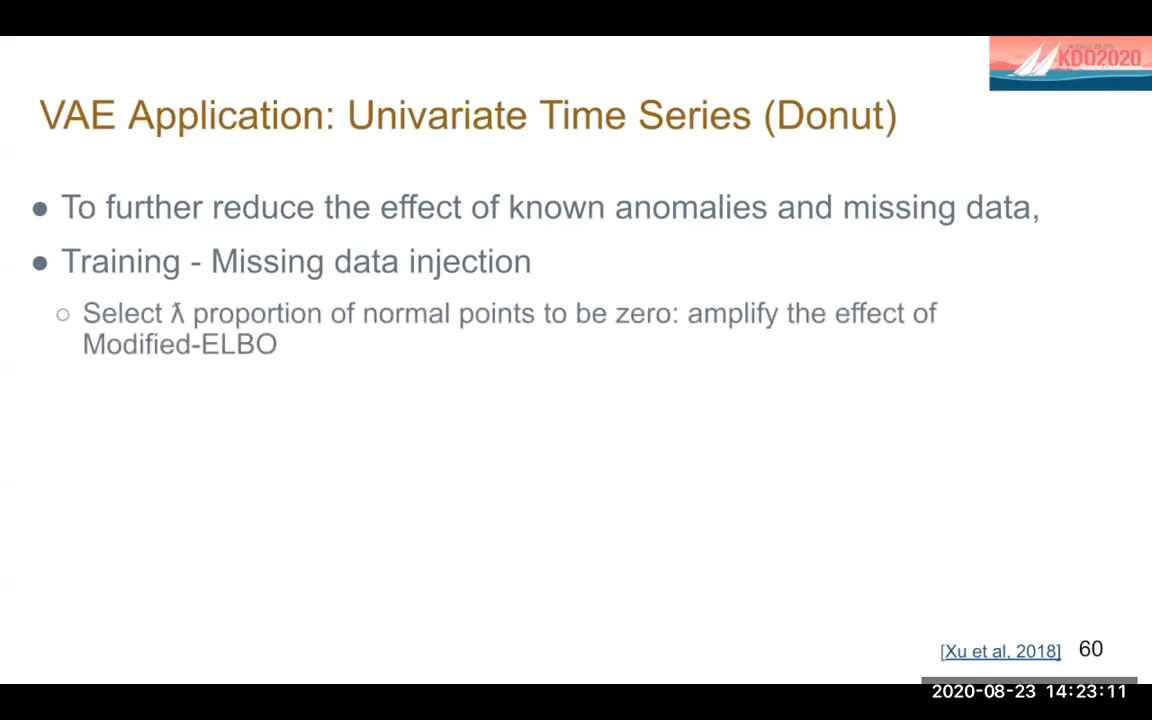 KDD2020
VAE Application: Univariate Time Series (Donut)
● To further reduce the effect of known anomalies and missing data,
● Training - Missing data injection
○ Select ƛ proportion of normal points to be zero: amplify the effect of
Modified-ELBO
[Xu et al, 2018] 60
2020-08-23 14:23:11